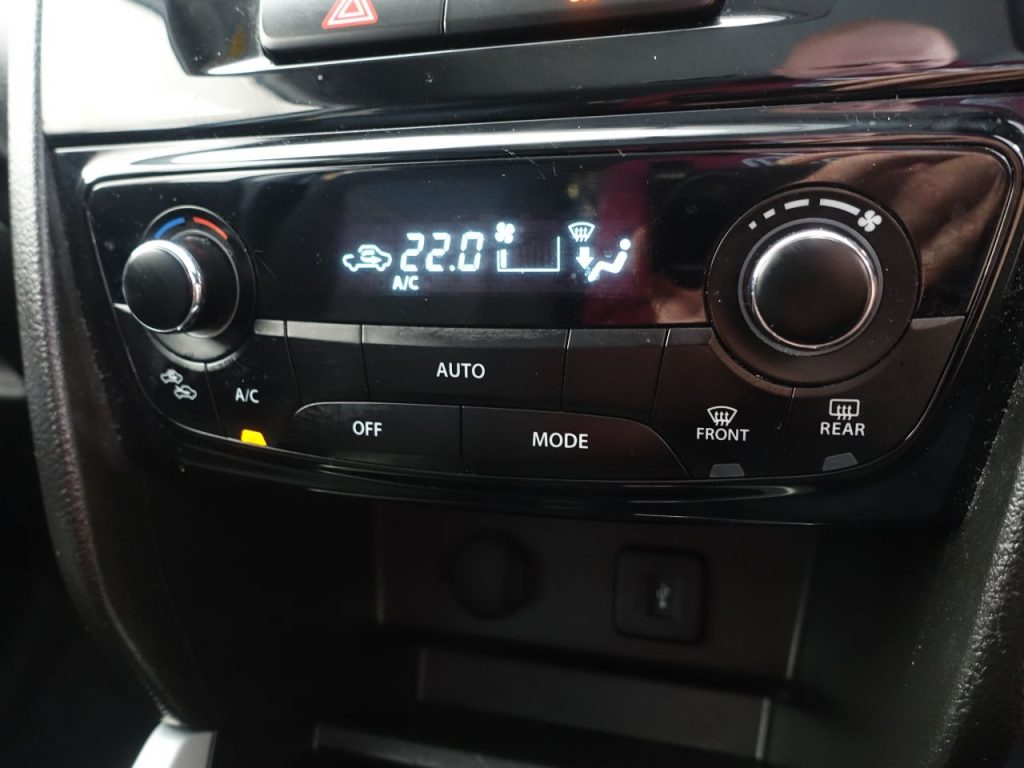 22.0
A/C
AUTO
A/C
OFF
MODE
FRONT
REAR